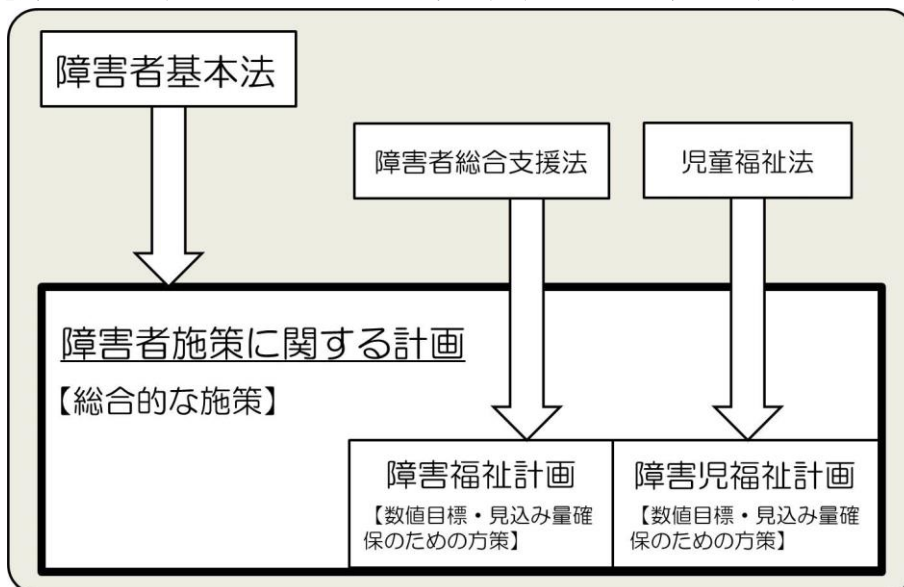 障害者基本法
障害者総合支援法
児童福祉法
障害者施策に関する計画
【総合的な施策】
障害福祉計画
【数値目標・見込み量確
保のための方策】
障害児福祉計画
【数値目標・見込み量確
保のための方策】